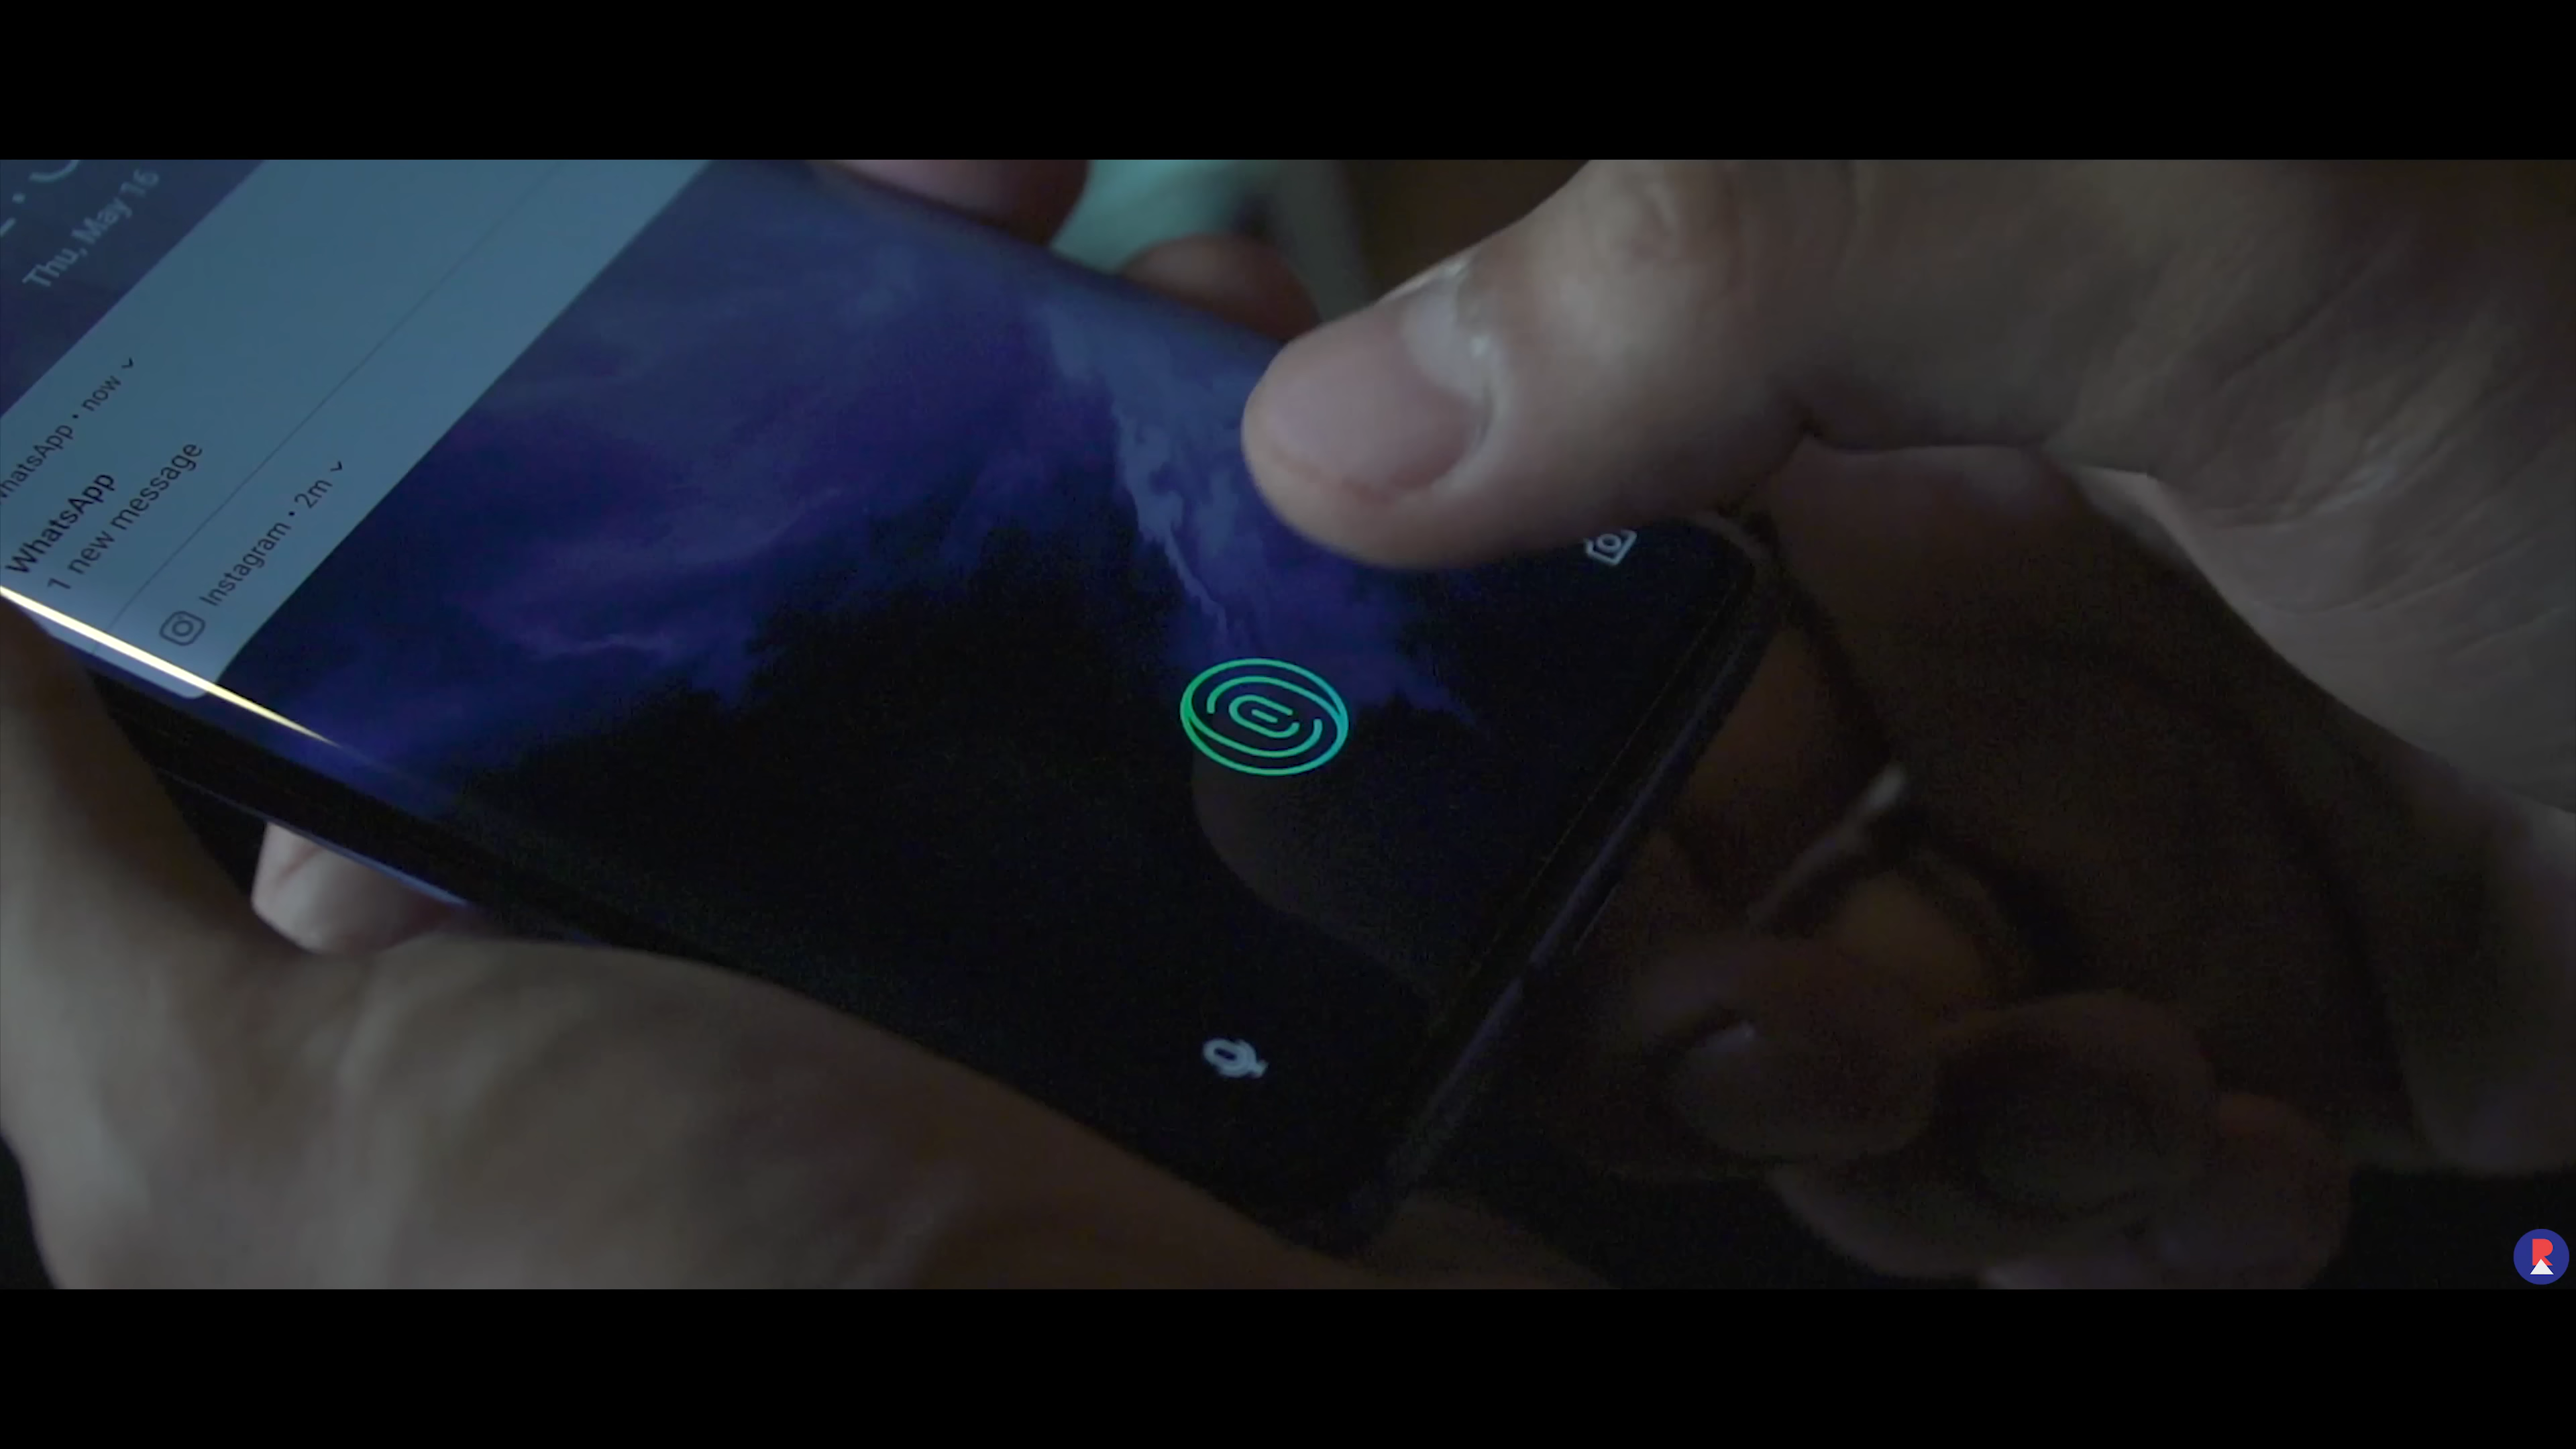 Thu, May 16
WhatsApp • now
WhatsApp
1 new message
Instagram • 2m